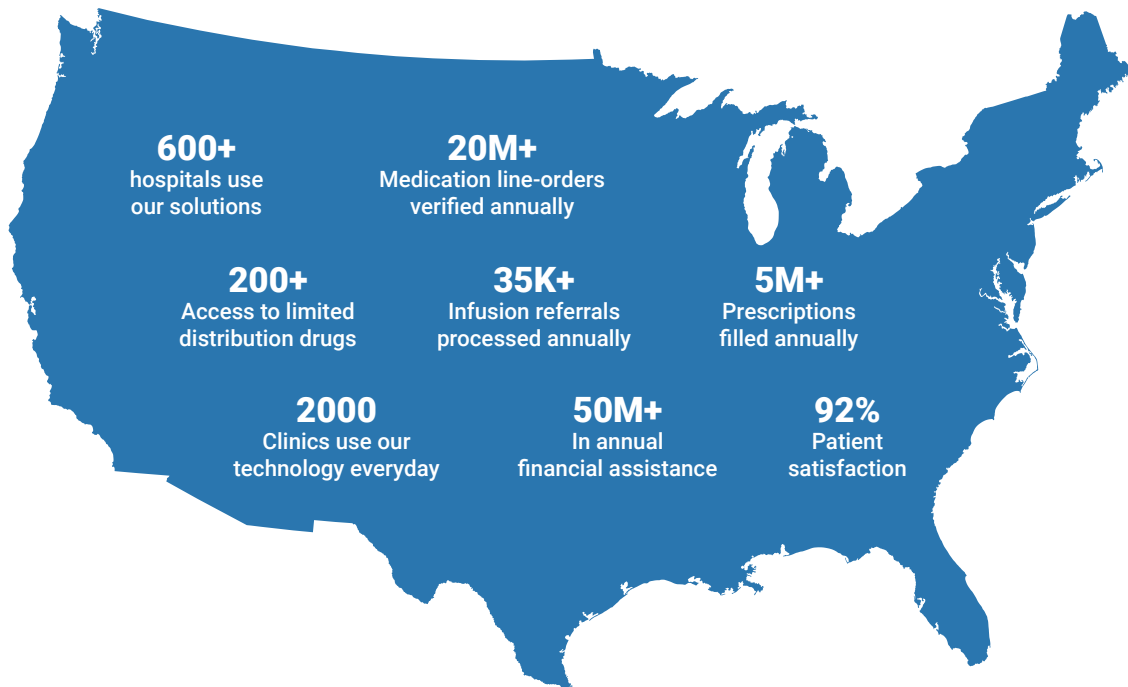 600+
hospitals use
our solutions
20M+
Medication line-orders
verified annually
200+
Access to limited
distribution drugs
35K+
Infusion referrals
processed annually
5M+
Prescriptions
filled annually
2000
Clinics use our
technology everyday
50M+
In annual
financial assistance
92%
Patient
satisfaction